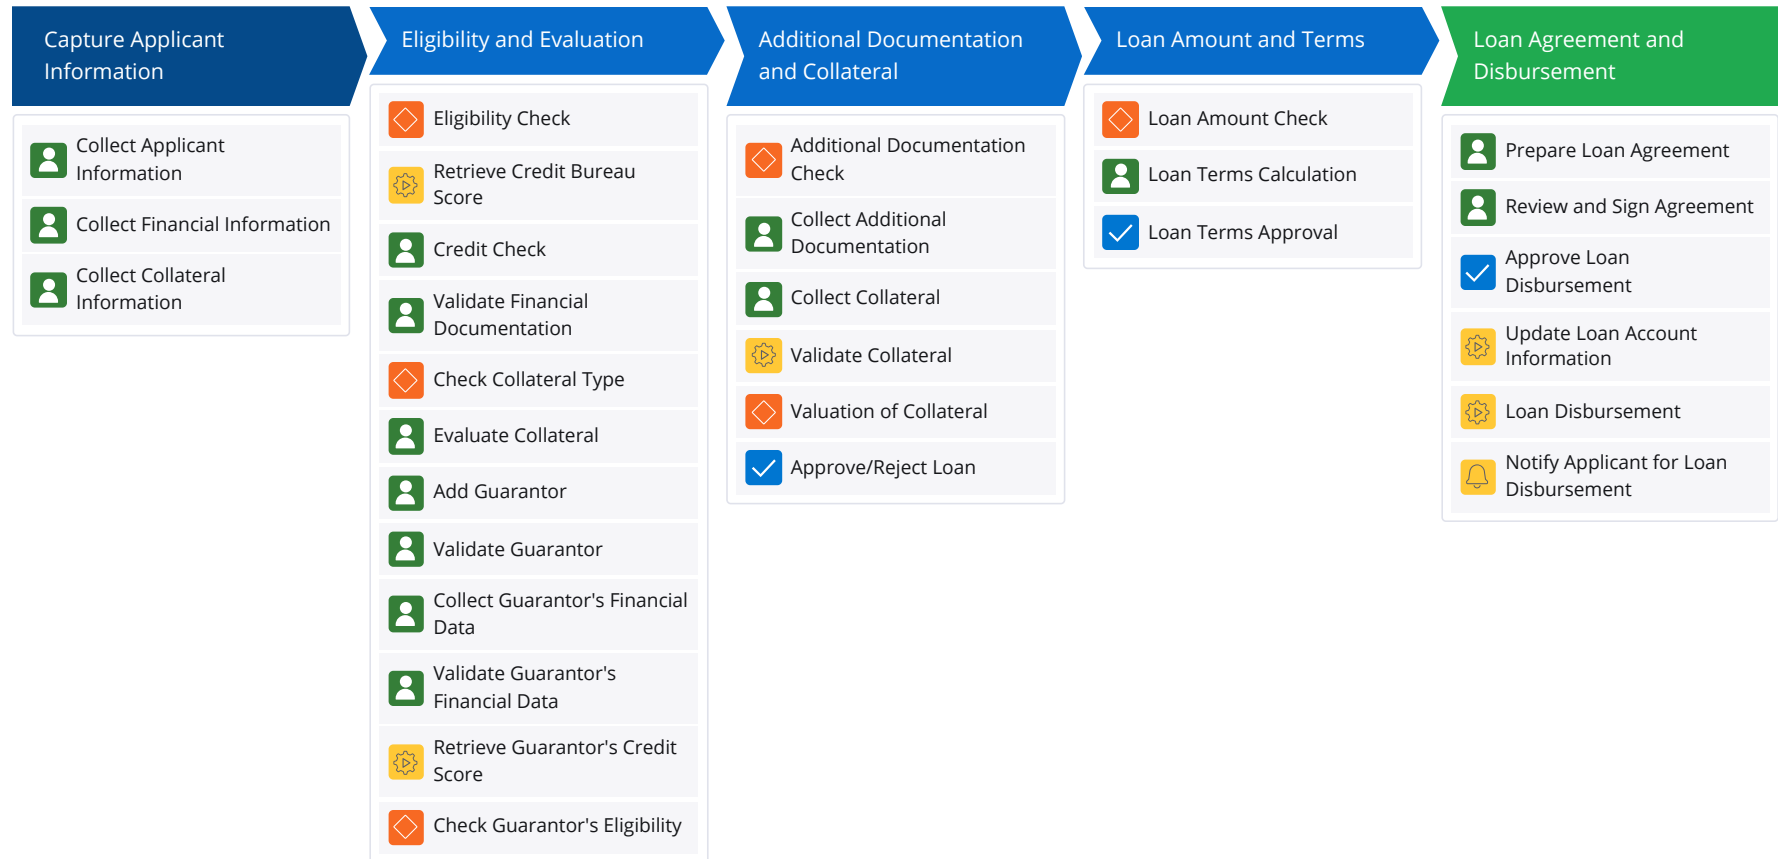 Capture Applicant
Information
Collect Applicant
Information
Collect Financial Information
Collect Collateral
Information
Eligibility and Evaluation
Eligibility Check
Retrieve Credit Bureau
Score
Credit Check
Validate Financial
Documentation
Check Collateral Type
Evaluate Collateral
Add Guarantor
Validate Guarantor
Collect Guarantor's Financial
Data
Validate Guarantor's
Financial Data
Retrieve Guarantor's Credit
Score
Check Guarantor's Eligibility
Additional Documentation
and Collateral
Additional Documentation
Check
Collect Additional
Documentation
Collect Collateral
Validate Collateral
Valuation of Collateral
Approve/Reject Loan
Loan Amount and Terms
Loan Amount Check
Loan Terms Calculation
Loan Terms Approval
Loan Agreement and
Disbursement
Prepare Loan Agreement
Review and Sign Agreement
Approve Loan
Disbursement
Update Loan Account
Information
Loan Disbursement
Notify Applicant for Loan
Disbursement